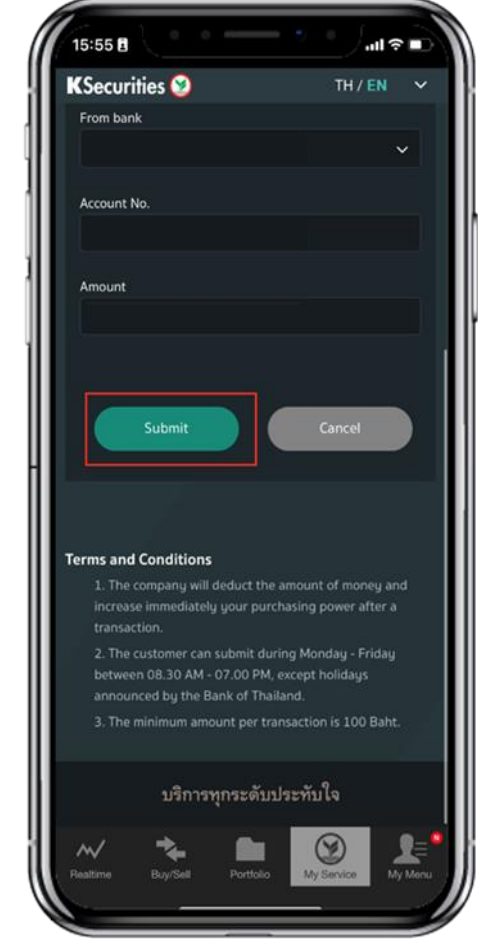 15:55
KSecurities TH / EN
From bank
Account No.
Amount
Submit Cancel
Terms and Conditions
1. The company will deduct the amount of money and
increase immediately your purchasing power after a
transaction.
2. The customer can submit during Monday - Friday
between 08.30 AM - 07.00 PM, except holidays
announced by the Bank of Thailand.
3. The minimum amount per transaction is 100 Baht.
บริการทุกระดับประทับใจ
N
Realtime Buy/Sell Portfolio My Service My Menu